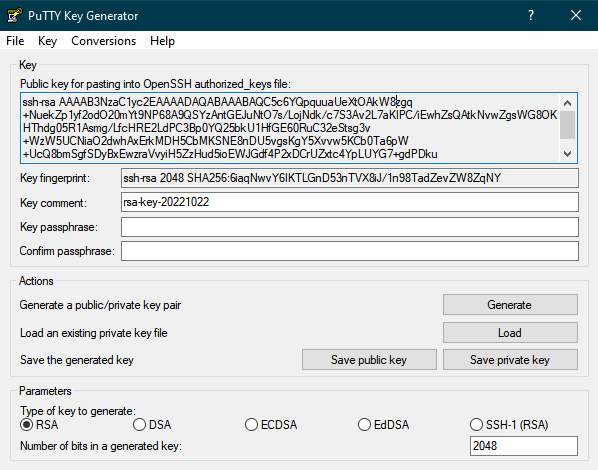 PuTTY Key Generator
File Key Conversions Help
Key
Public key for pasting into OpenSSH authorized_keys file:
ssh-rsa AAAAB3NzaC1yc2EAAAADAQABAAABAQC5c6YQpquuaUeXtOAkW8zgq
+NuekZp1yf2odO20mYt9NP68A9QSYzAntGEJuNtO7s/LojNdk/c7S3Av2L7aKIPC/iEwhZsQAtkNvwZgsWG8OK
HThdg05R1Asmg/LfcHRE2LdPC3Bp0YQ25bkU1HfGE60RuC32eStsg3v
+WzW5UCNiaO2dwhAxErkMDH5CbMKSNE8nDU5vgsKgY5Xvvw5KCb0Ta6pW
+UcQ8bmSgfSDyBxEwzraVvyiH5ZzHud5ioEWJGdf4P2xDCrUZxtc4YpLUYG7+gdPDku
Key fingerprint: ssh-rsa 2048 SHA256:6iaqNwvY6IKTLGnD53nTVX8iJ/1n98TadZevZW8ZqNY
Key comment: rsa-key-20221022
Key passphrase:
Confirm passphrase:
Actions
Generate a public/private key pair Generate
Load an existing private key file Load
Save the generated key Save public key Save private key
Parameters
Type of key to generate:
RSA DSA ECDSA EdDSA SSH-1 (RSA)
Number of bits in a generated key: 2048